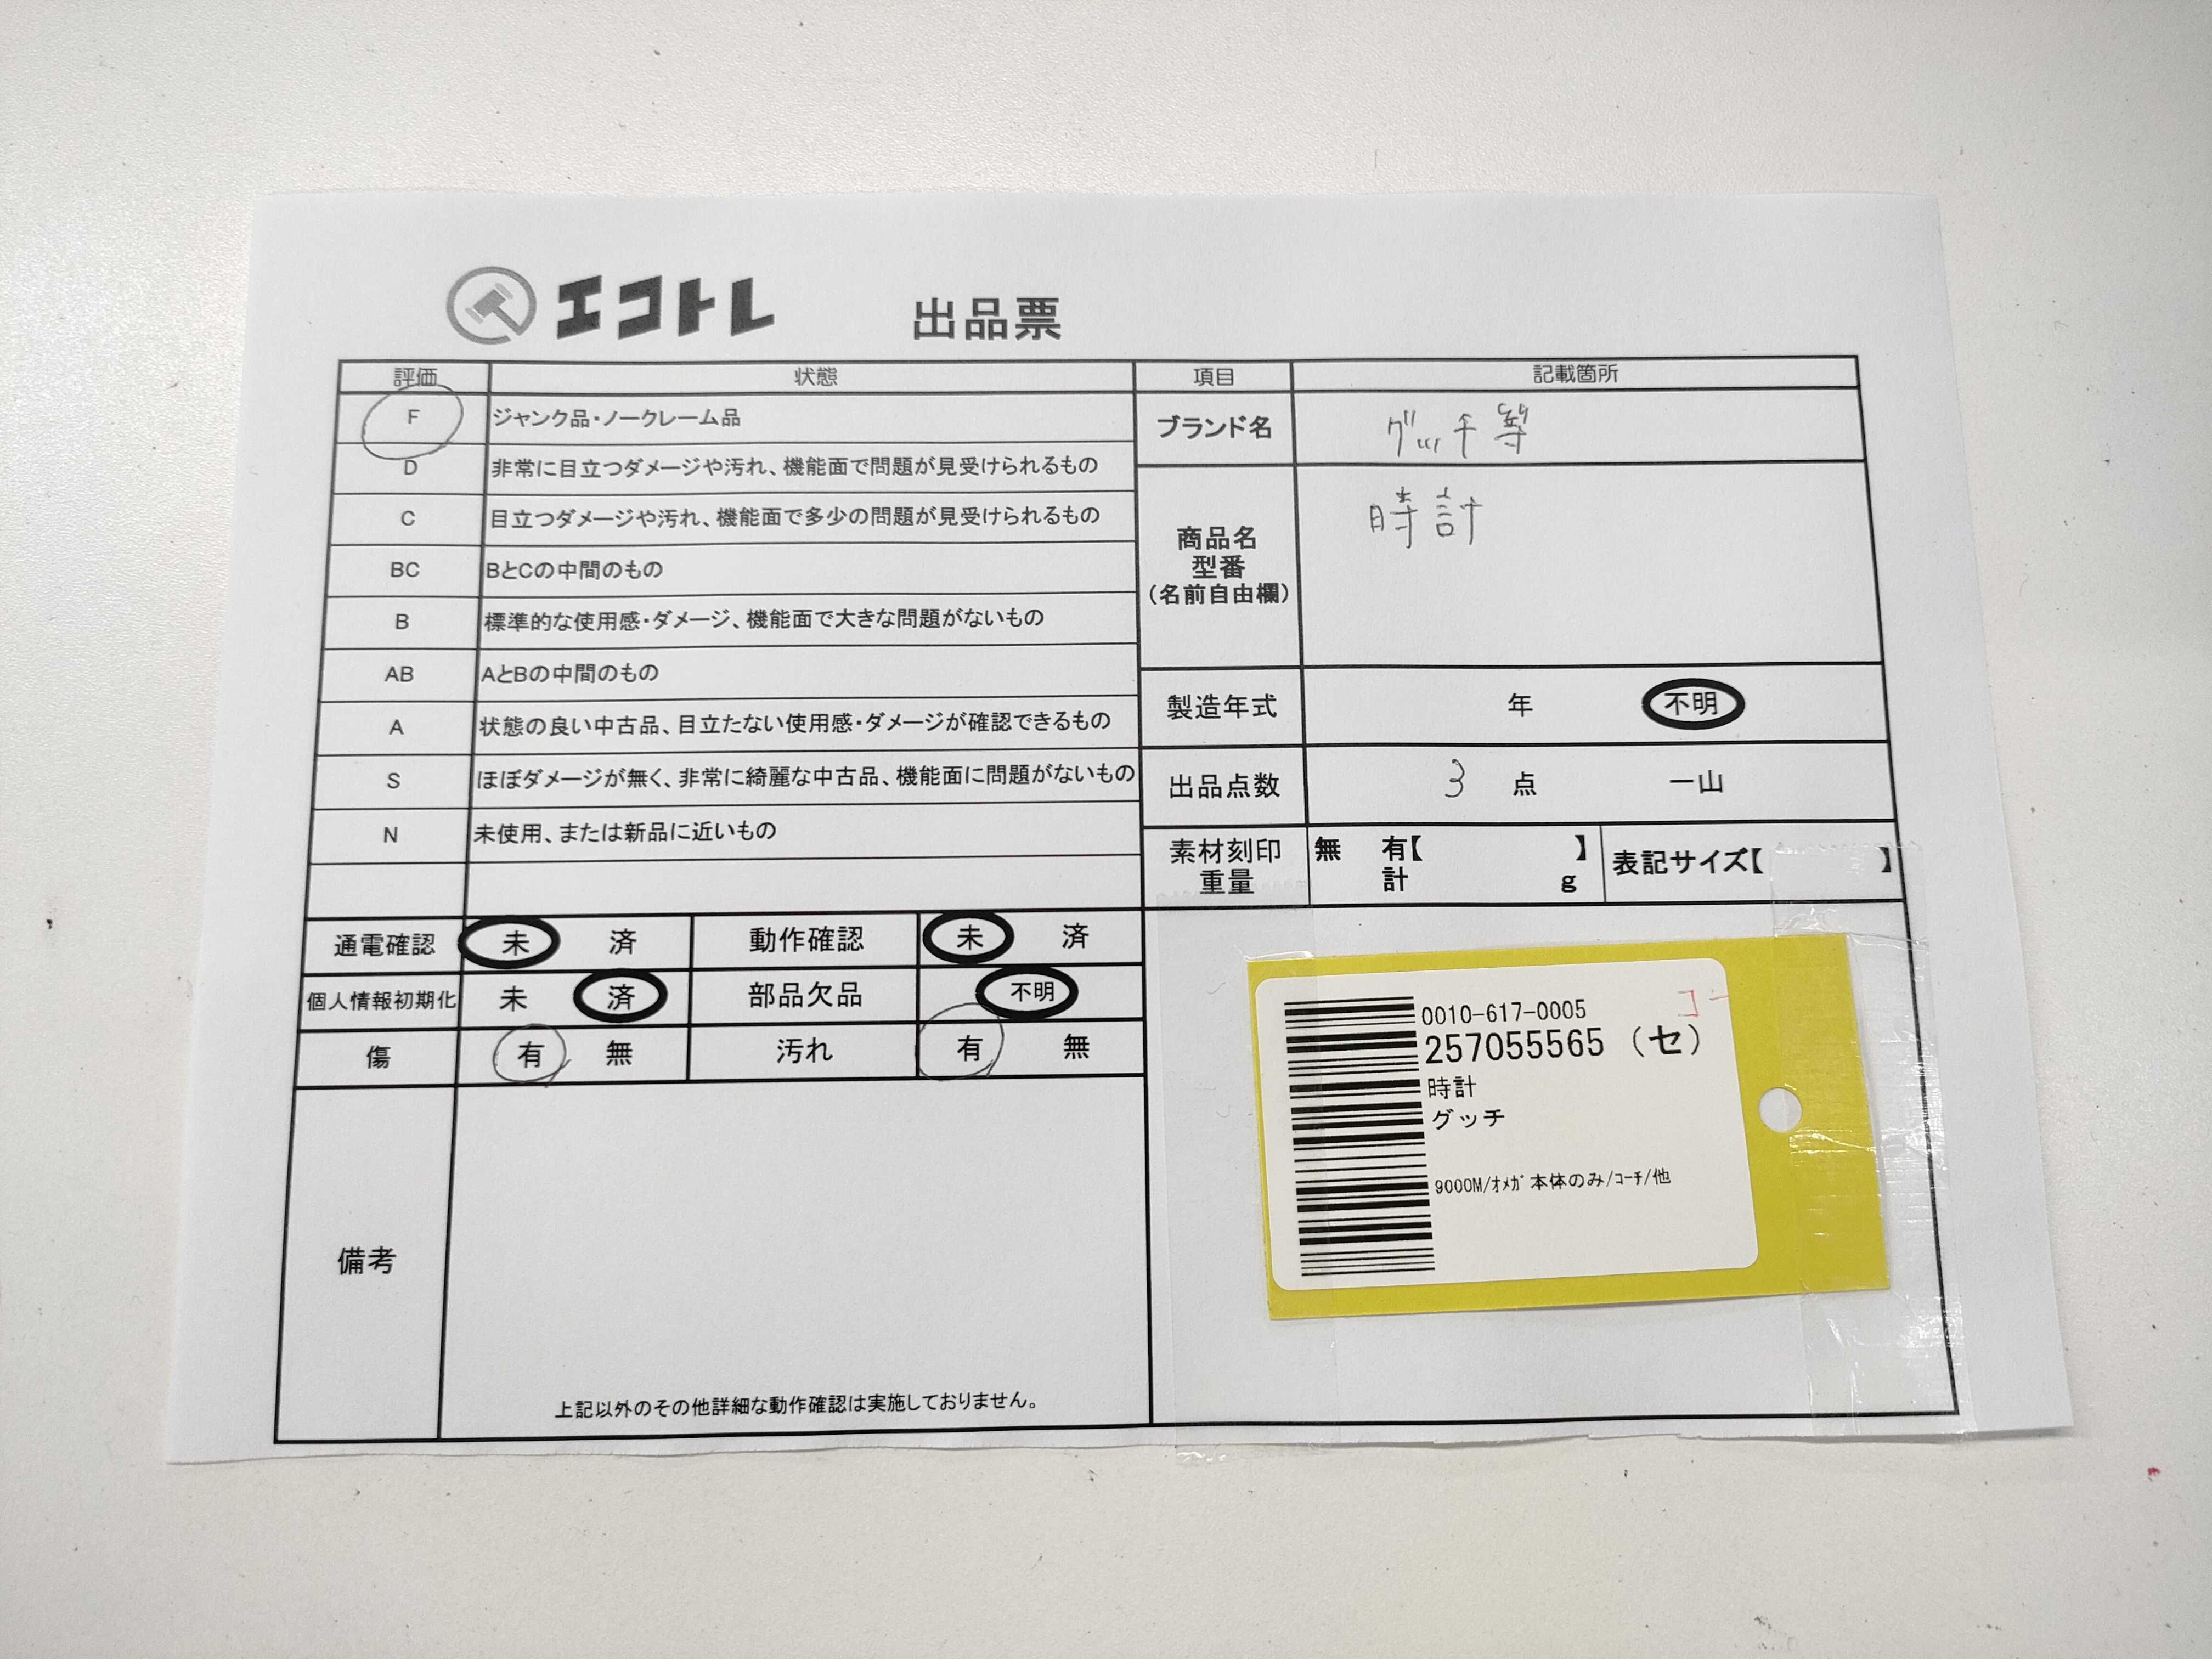 エコトレ 出品票
評価 状態
F ジャンク品・ノークレーム品
D 非常に目立つダメージや汚れ、機能面で問題が見受けられるもの
C 目立つダメージや汚れ、機能面で多少の問題が見受けられるもの
BC BとCの中間のもの
B 標準的な使用感・ダメージ、機能面で大きな問題がないもの
AB AとBの中間のもの
A 状態の良い中古品、目立たない使用感・ダメージが確認できるもの
S ほぼダメージが無く、非常に綺麗な中古品、機能面に問題がないもの
N 未使用、または新品に近いもの
項目 記載箇所
ブランド名 グッチ等
商品名
型番
(名前自由欄)
時計
製造年式 年 不明
出品点数 3 点 一山
素材刻印 無 有【 】
重量 計 g
表記サイズ【 】
通電確認 未 済 動作確認 未 済
個人情報初期化 未 済 部品欠品 不明
傷 有 無 汚れ 有 無
備考
上記以外のその他詳細な動作確認は実施しておりません。
0010-617-0005
257055565 (セ)
時計
グッチ
9000M/ｵﾒｶﾞ本体のみ/ｺｰﾁ/他